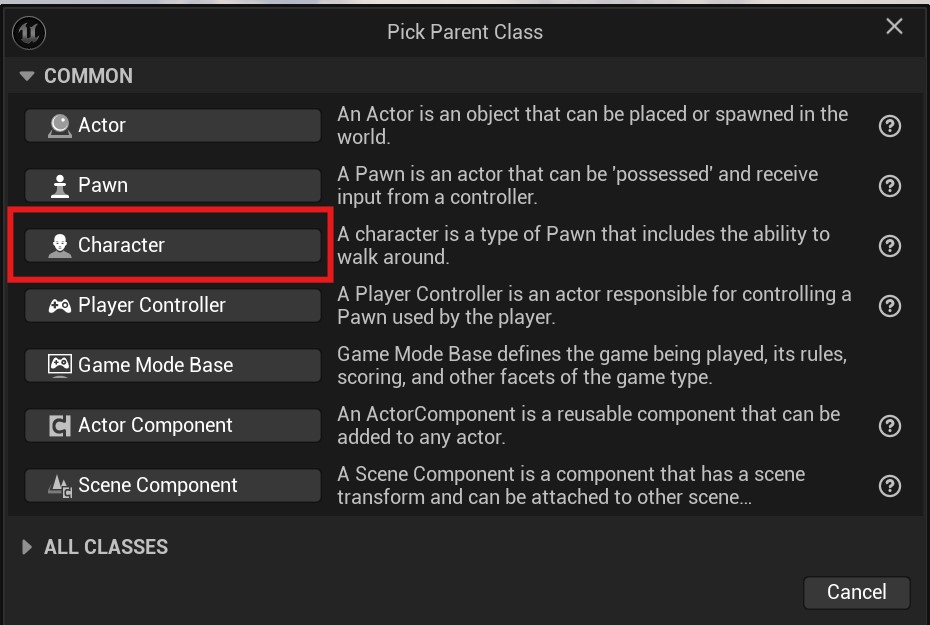 Pick Parent Class
COMMON
Actor
An Actor is an object that can be placed or spawned in the
world.
Pawn
A Pawn is an actor that can be 'possessed' and receive
input from a controller.
Character
A character is a type of Pawn that includes the ability to
walk around.
Player Controller
A Player Controller is an actor responsible for controlling a
Pawn used by the player.
Game Mode Base
Game Mode Base defines the game being played, its rules,
scoring, and other facets of the game type.
Actor Component
An ActorComponent is a reusable component that can be
added to any actor.
Scene Component
A Scene Component is a component that has a scene
transform and can be attached to other scene...
ALL CLASSES
Cancel